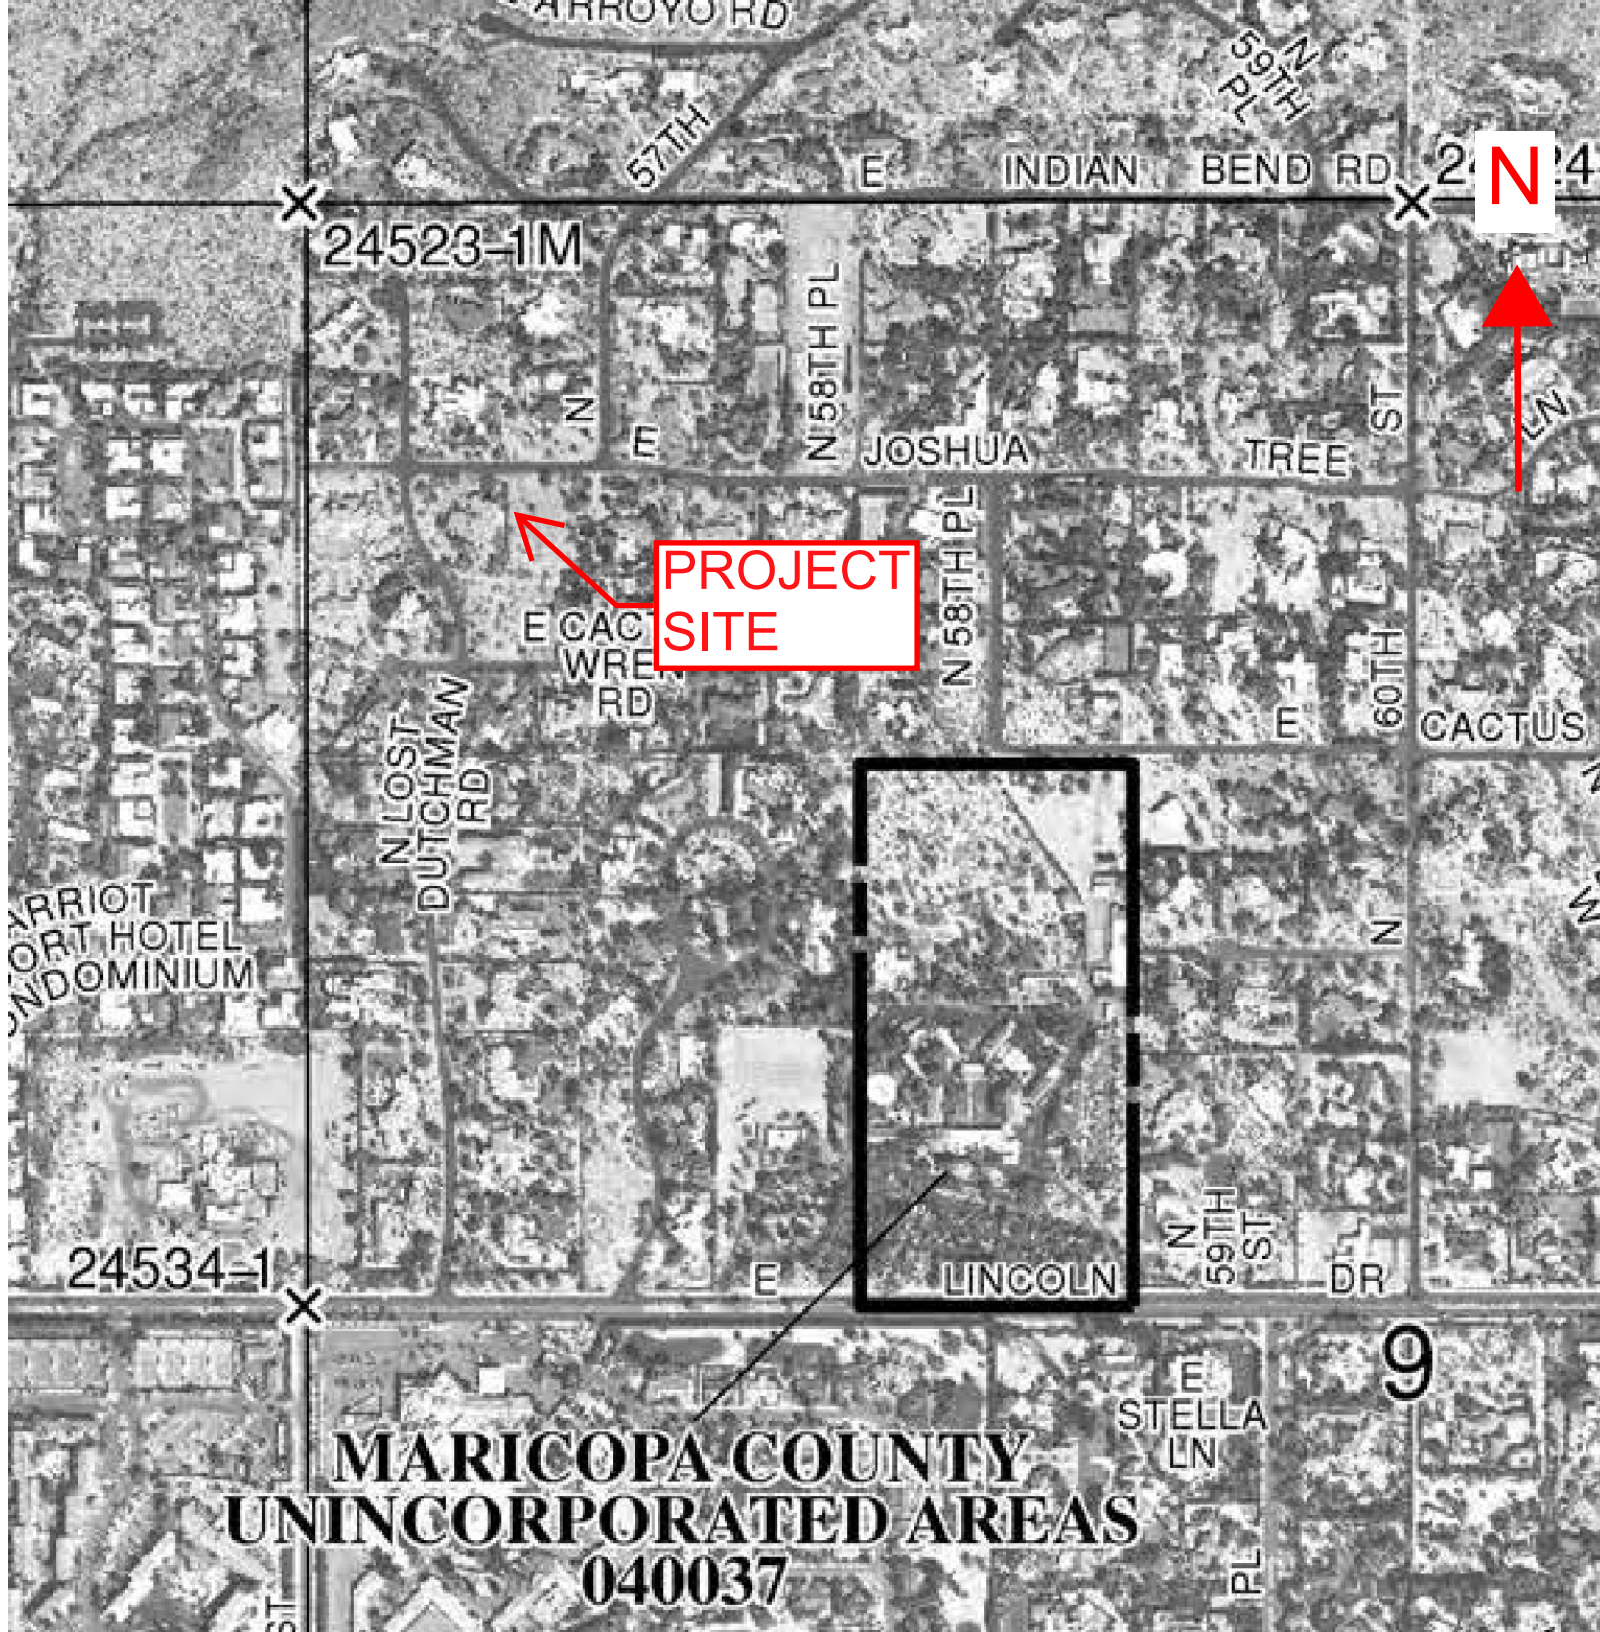 ARROYO RD
N
59TH
PL
57TH
E INDIAN BEND RD
N
24523-1M
N 58TH PL
N
ST
LN
E JOSHUA TREE
PROJECT
SITE
N 58TH PL
E CAC
WREN
RD
60TH
E CACTUS
N LOST
DUTCHMAN
RD
N
ARRIOT
ORT HOTEL
ONDOMINIUM
N
59TH
ST
24534-1
E LINCOLN DR
9
E
STELLA
LN
MARICOPA COUNTY
UNINCORPORATED AREAS
040037
PL
ST